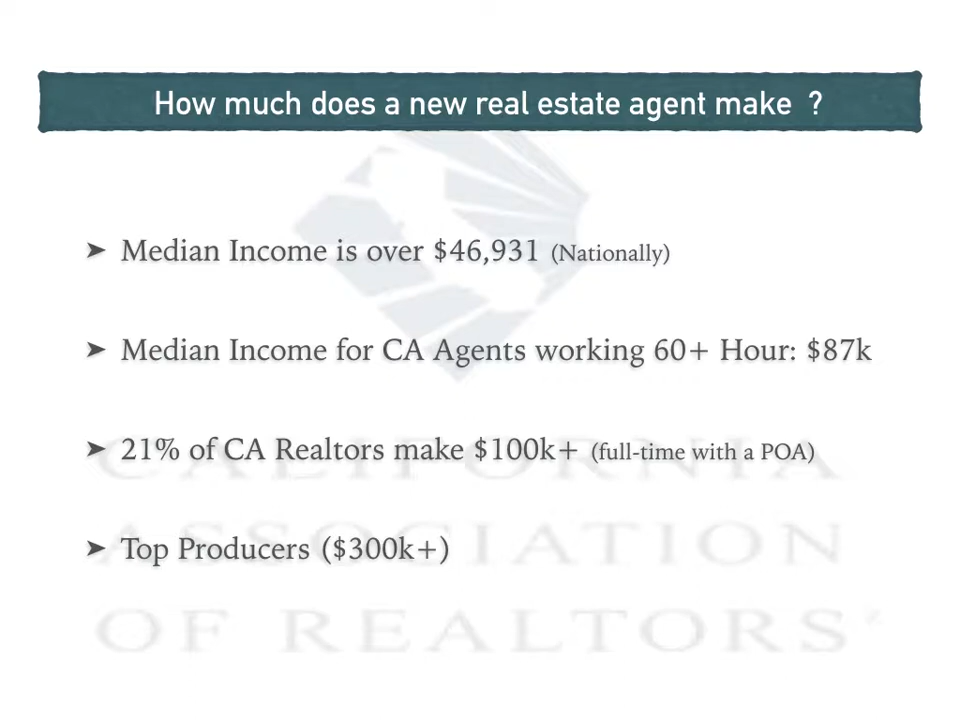 How much does a new real estate agent make ?
➤ Median Income is over $46,931 (Nationally)
➤ Median Income for CA Agents working 60+ Hour: $87k
➤ 21% of CA Realtors make $100k+ (full-time with a POA)
CALIFORNIA
➤ Top Producers ($300k+)
ASSOCIATION
OF REALTORS®